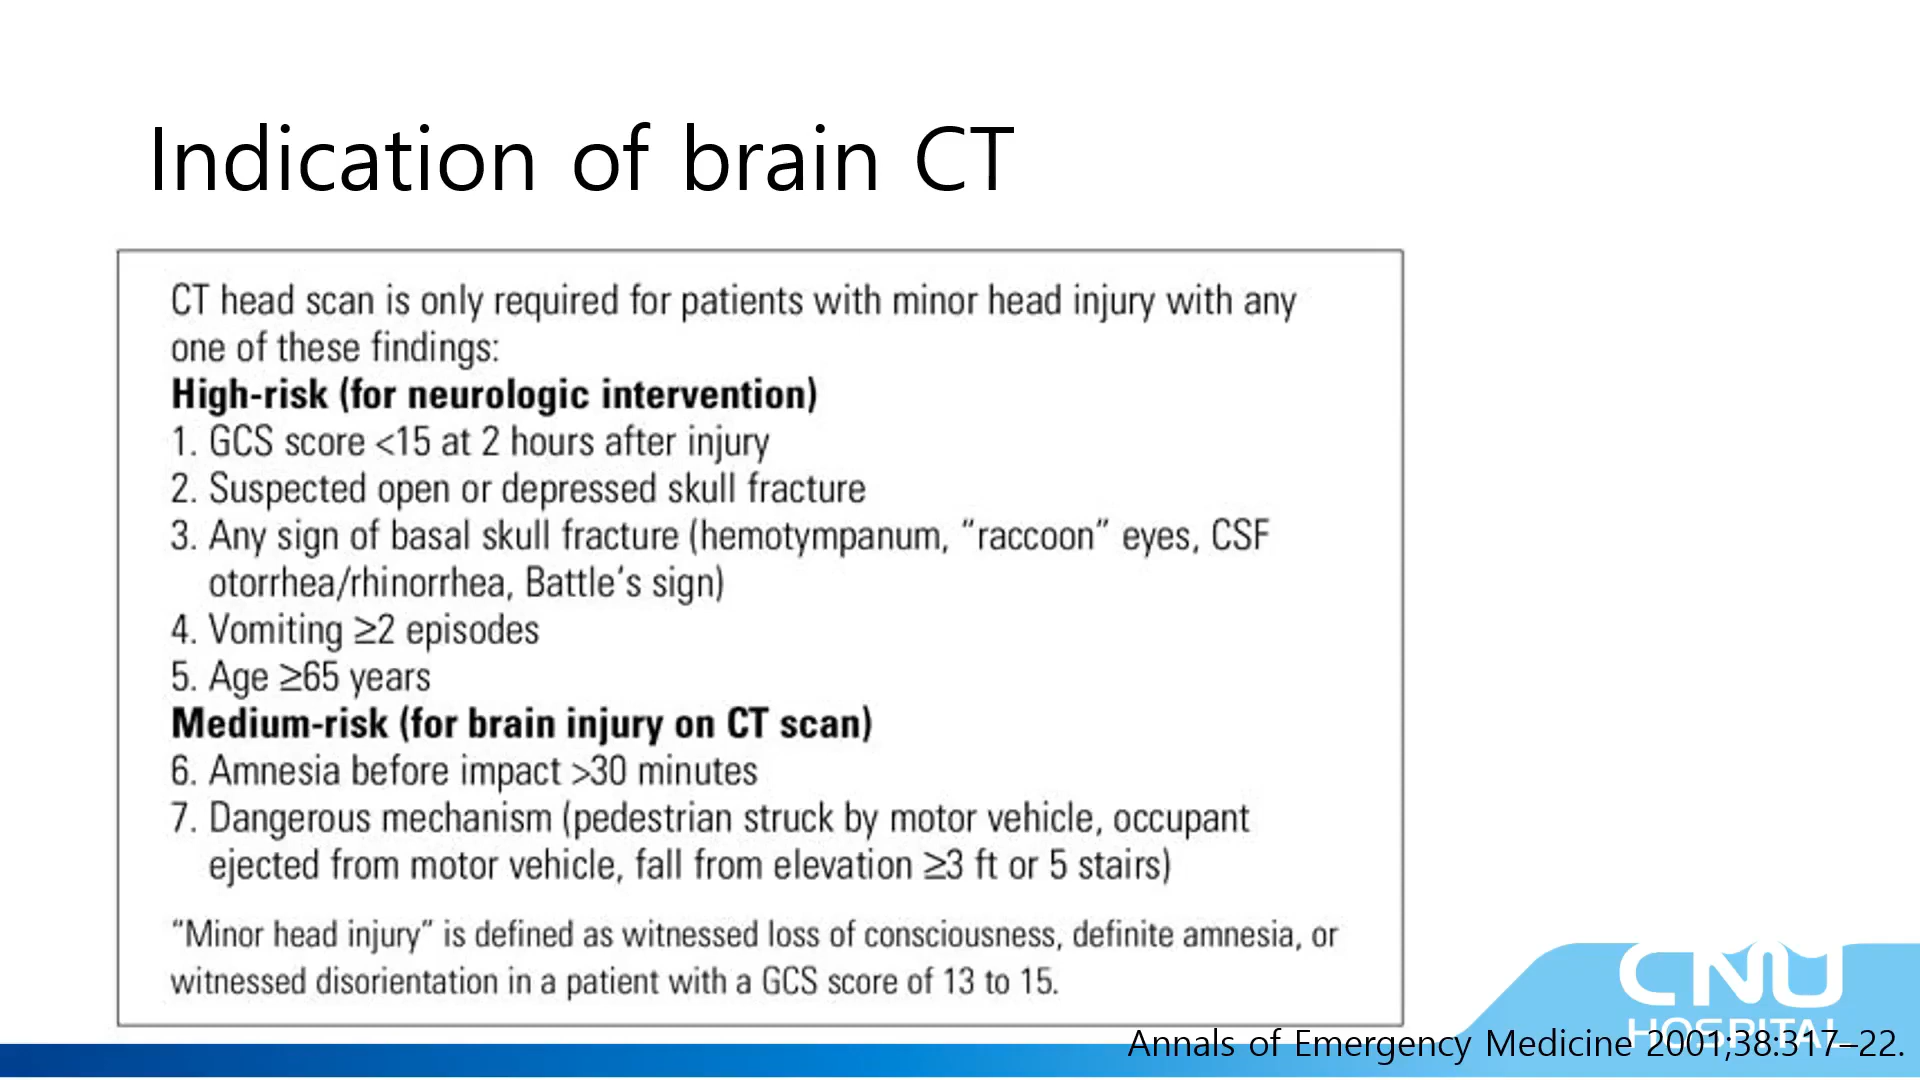 Indication of brain CT
CT head scan is only required for patients with minor head injury with any
one of these findings:
High-risk (for neurologic intervention)
1. GCS score <15 at 2 hours after injury
2. Suspected open or depressed skull fracture
3. Any sign of basal skull fracture (hemotympanum, “raccoon” eyes, CSF
otorrhea/rhinorrhea, Battle’s sign)
4. Vomiting ≥2 episodes
5. Age ≥65 years
Medium-risk (for brain injury on CT scan)
6. Amnesia before impact >30 minutes
7. Dangerous mechanism (pedestrian struck by motor vehicle, occupant
ejected from motor vehicle, fall from elevation ≥3 ft or 5 stairs)
“Minor head injury” is defined as witnessed loss of consciousness, definite amnesia, or
witnessed disorientation in a patient with a GCS score of 13 to 15.
CNU
HOSPITAL
Annals of Emergency Medicine 2001;38:317–22.